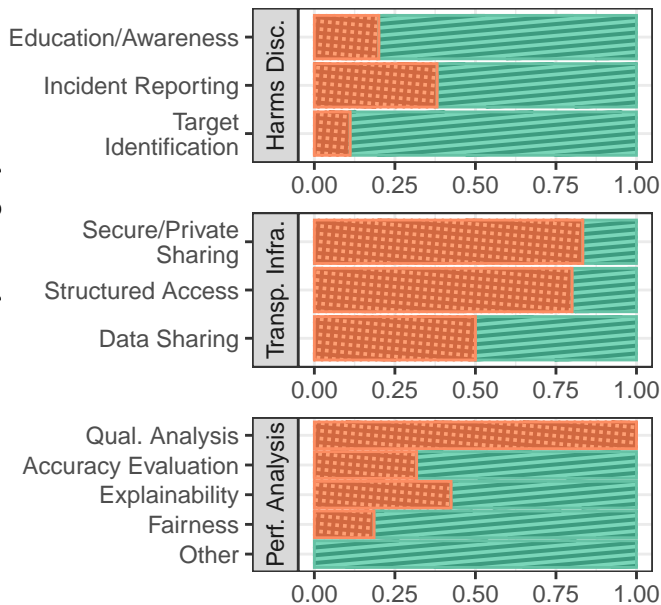 Harms Disc.
Education/Awareness
Incident Reporting
Target
Identification
0.00 0.25 0.50 0.75 1.00
Transp. Infra.
Secure/Private
Sharing
Structured Access
Data Sharing
0.00 0.25 0.50 0.75 1.00
Perf. Analysis
Qual. Analysis
Accuracy Evaluation
Explainability
Fairness
Other
0.00 0.25 0.50 0.75 1.00